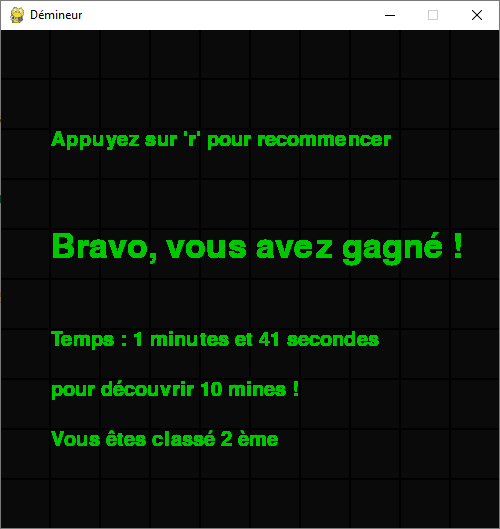 Démineur
Appuyez sur 'r' pour recommencer
Bravo, vous avez gagné !
Temps : 1 minutes et 41 secondes
pour découvrir 10 mines !
Vous êtes classé 2 ème